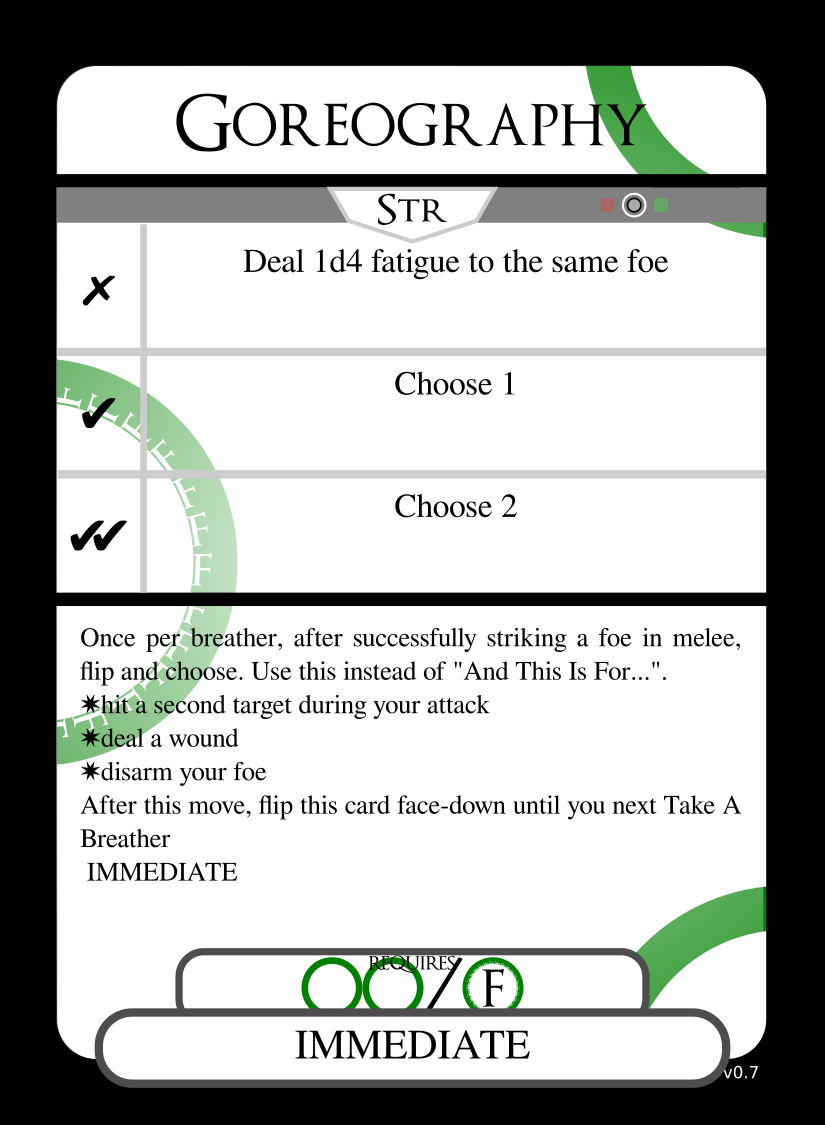 GOREOGRAPHY
STR
✗
Deal 1d4 fatigue to the same foe
✔
Choose 1
✔✔
Choose 2
Once per breather, after successfully striking a foe in melee,
flip and choose. Use this instead of "And This Is For...".
✷hit a second target during your attack
✷deal a wound
✷disarm your foe
After this move, flip this card face-down until you next Take A
Breather
IMMEDIATE
REQUIRES
/ F
IMMEDIATE
v0.7